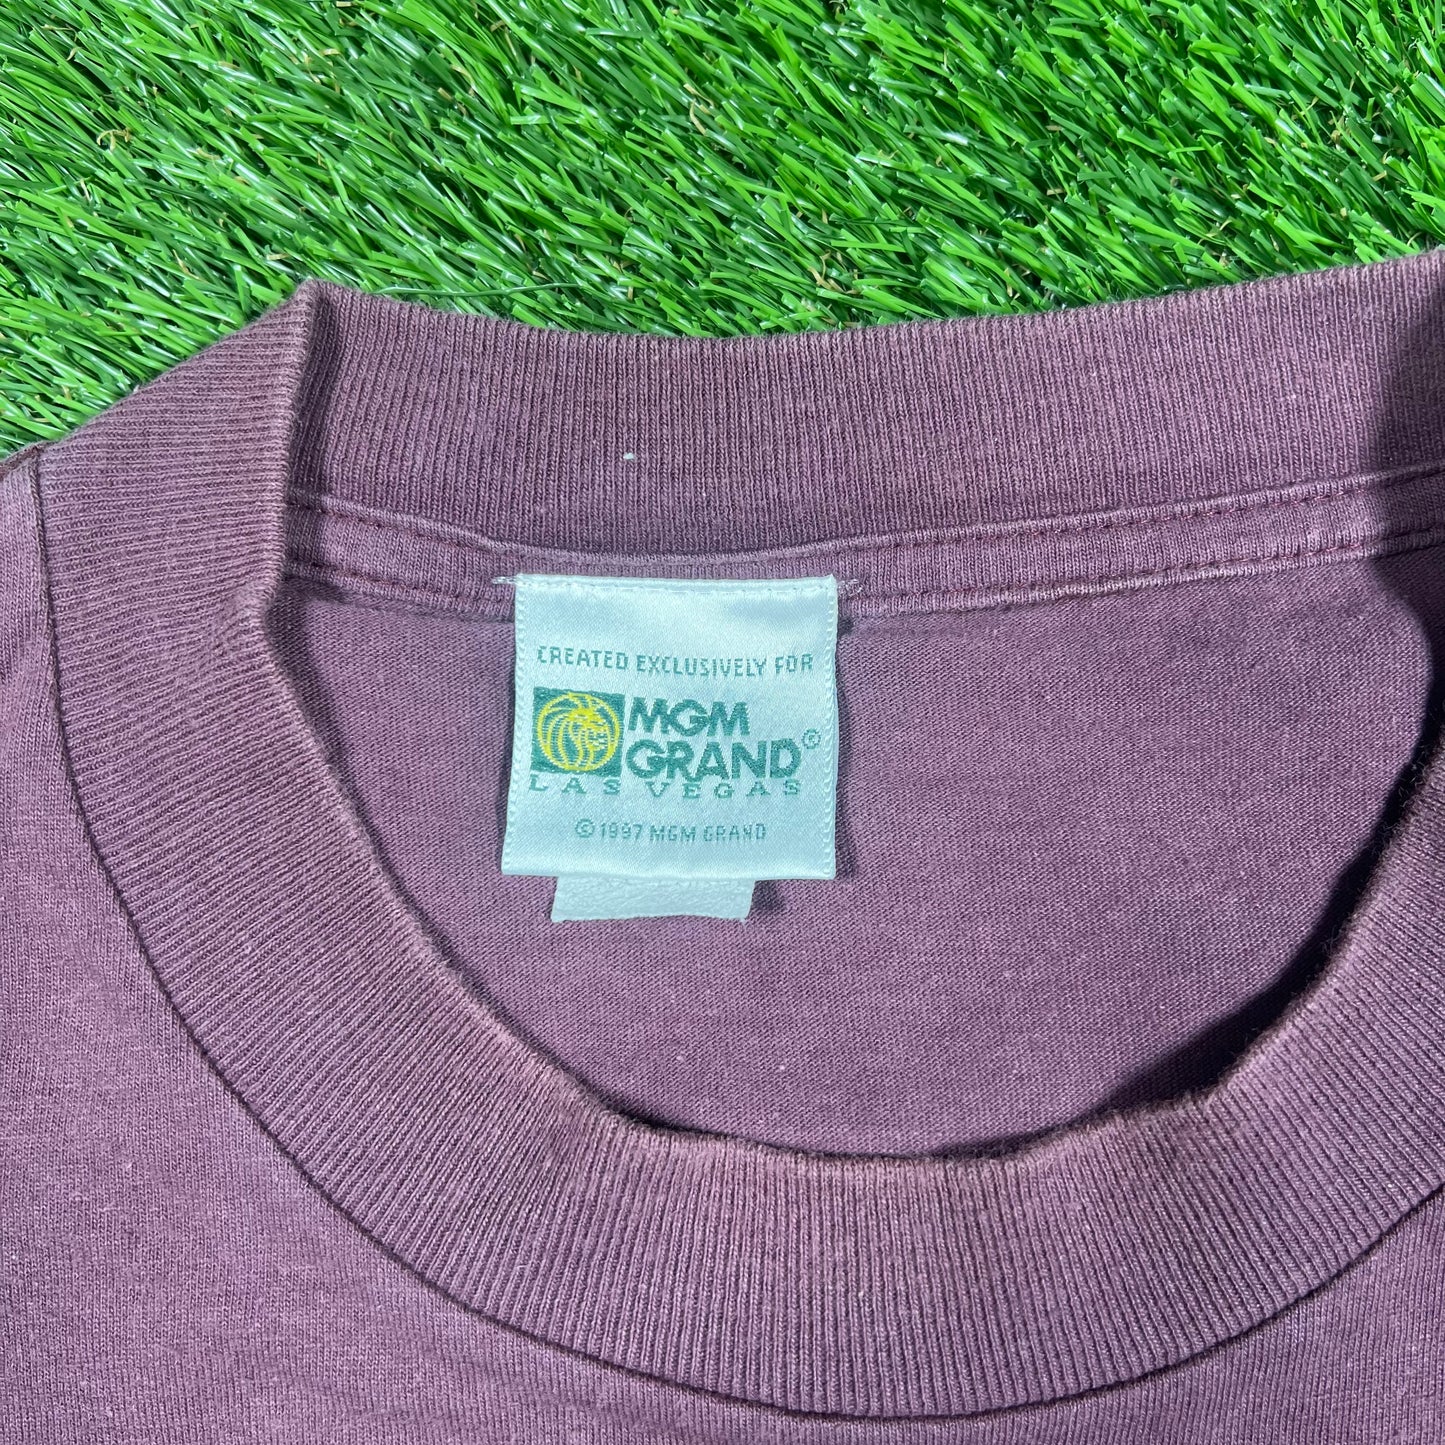 CREATED EXCLUSIVELY FOR
MGM
GRAND®
LAS VEGAS
©1997 MGM GRAND